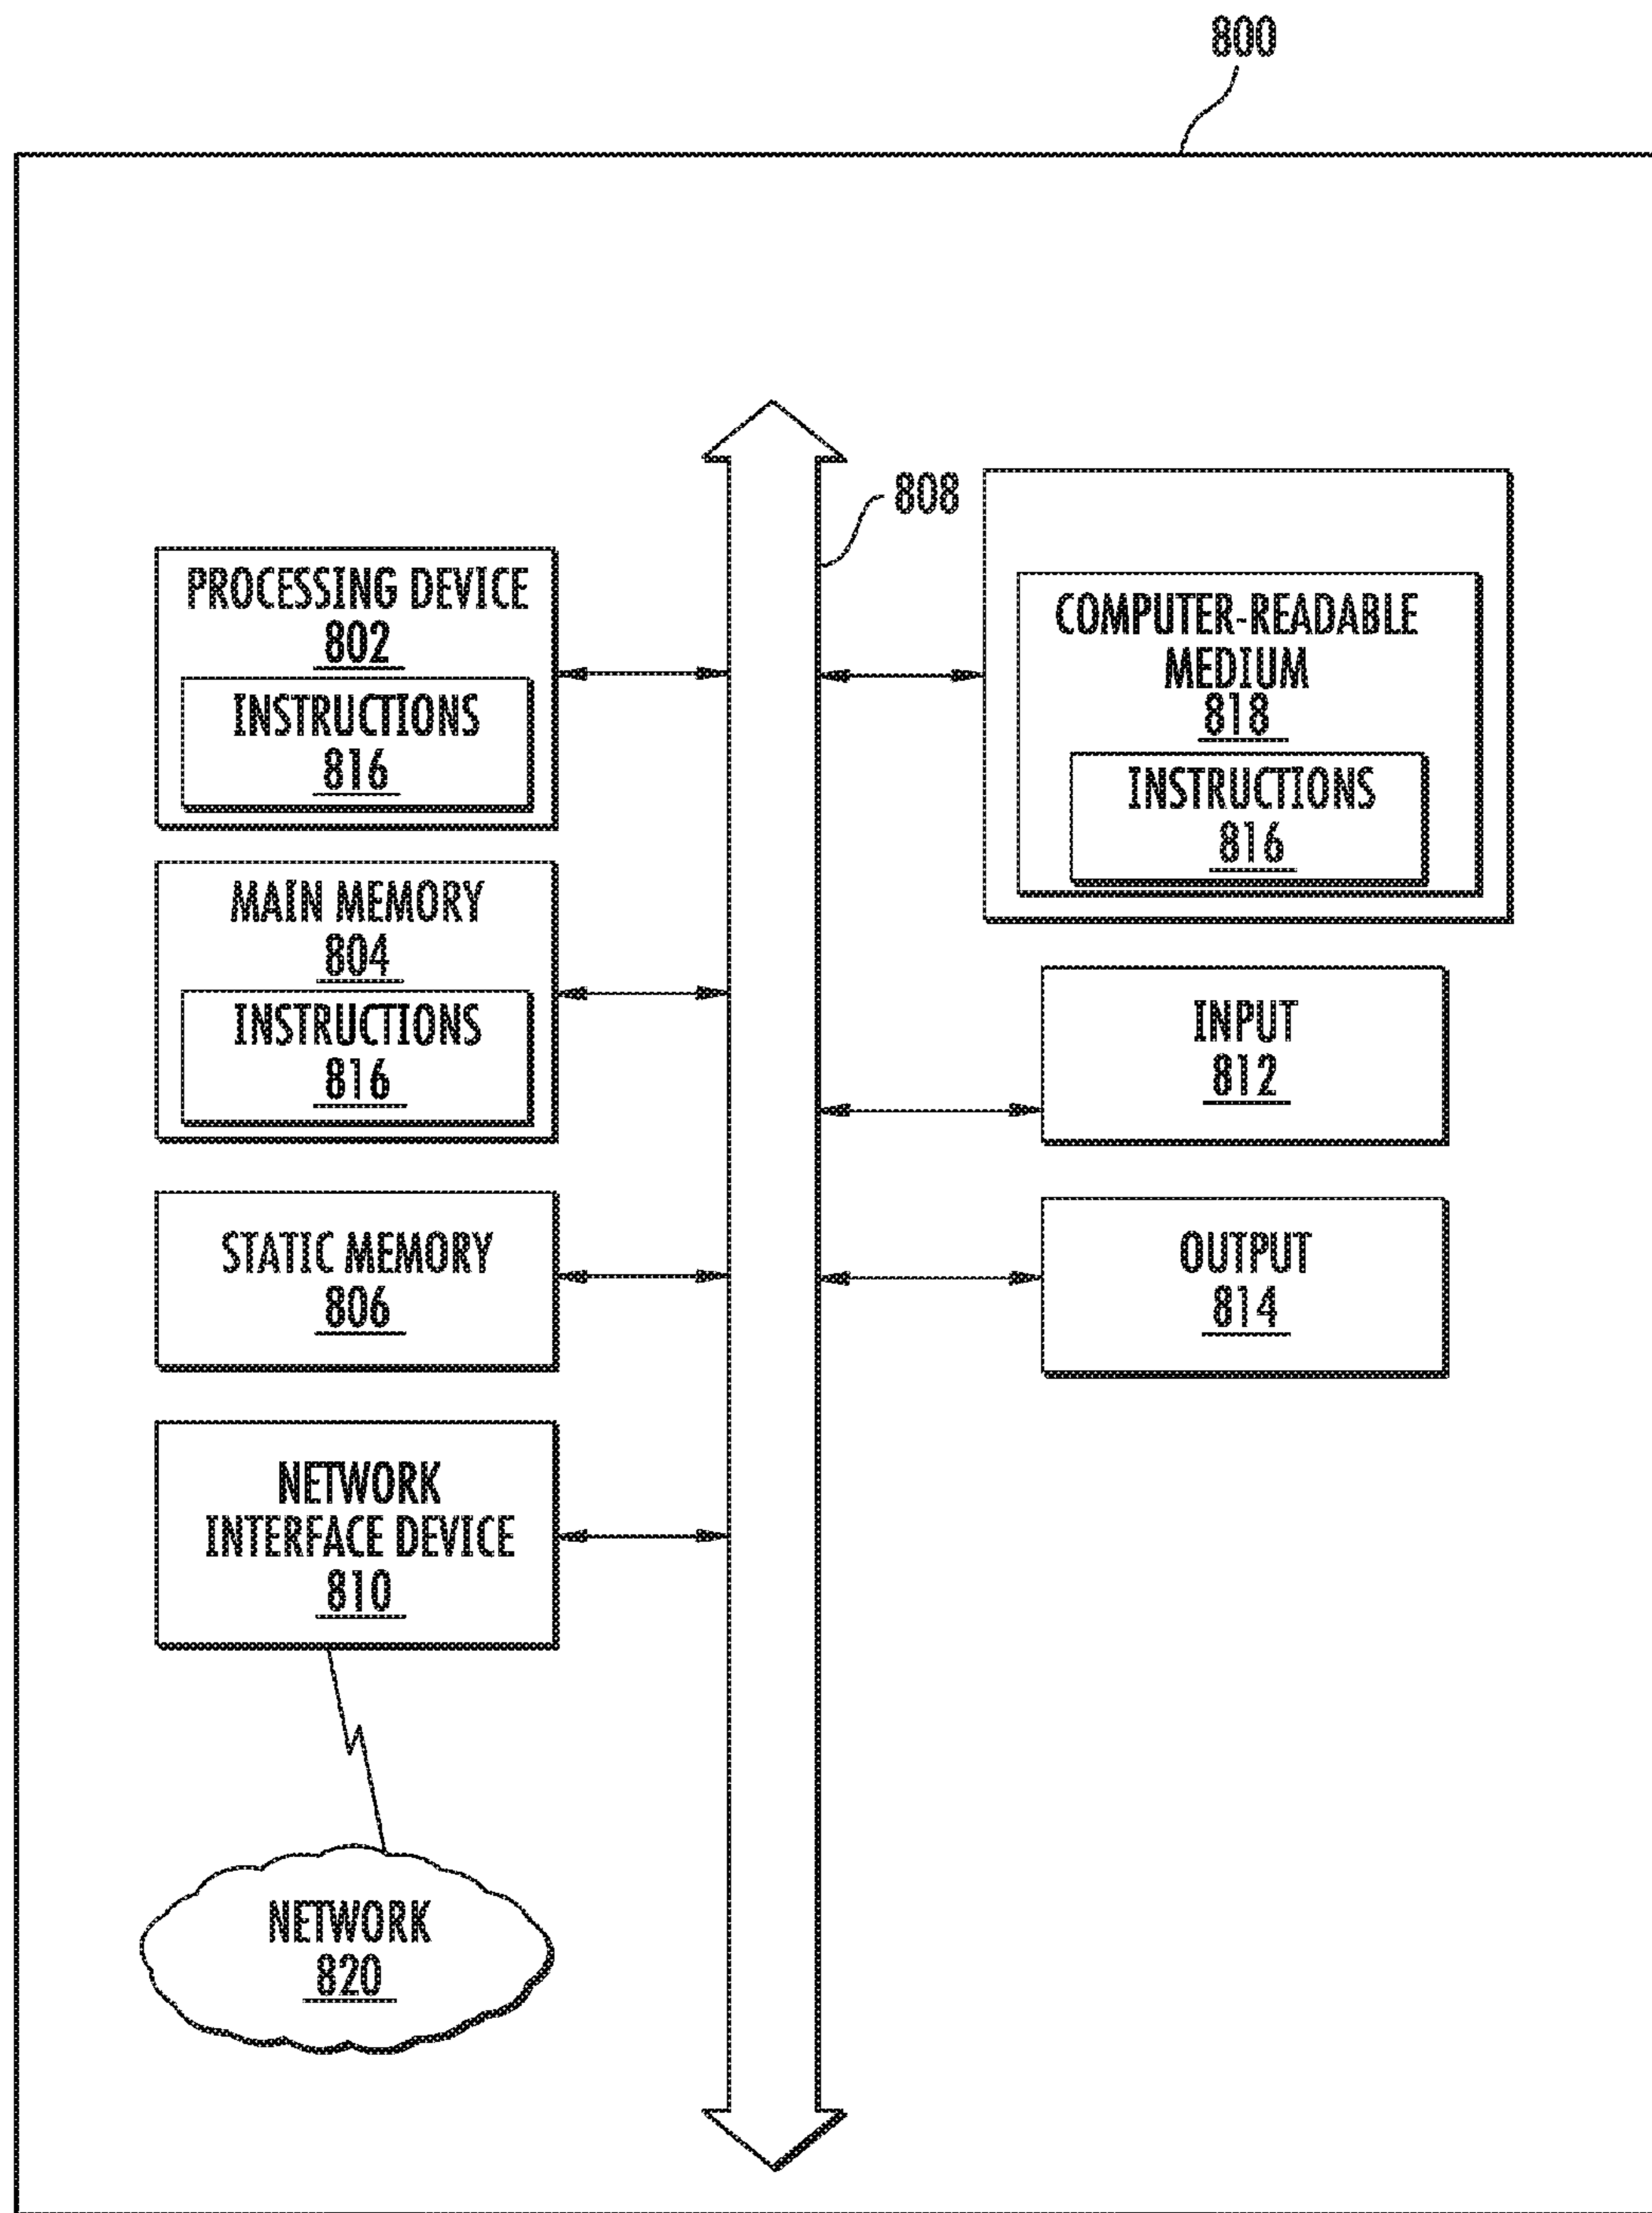 800
808
PROCESSING DEVICE
802
INSTRUCTIONS
816
MAIN MEMORY
804
INSTRUCTIONS
816
STATIC MEMORY
806
NETWORK
INTERFACE DEVICE
810
NETWORK
820
COMPUTER-READABLE
MEDIUM
818
INSTRUCTIONS
816
INPUT
812
OUTPUT
814